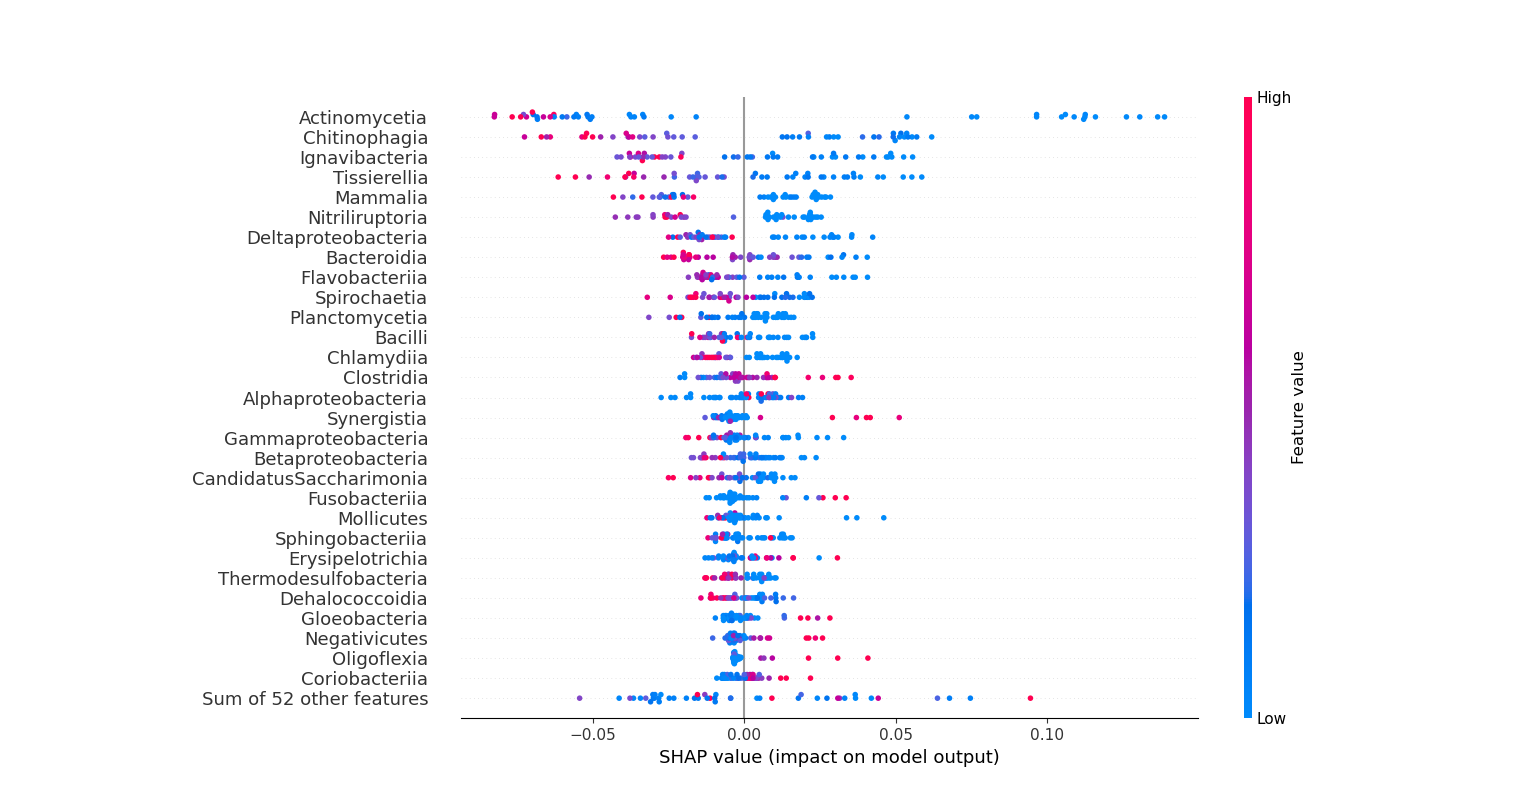 High
Actinomycetia
Chitinophagia
Ignavibacteria
Tissierellia
Mammalia
Nitriliruptoria
Deltaproteobacteria
Bacteroidia
Flavobacteriia
Spirochaetia
Planctomycetia
Bacilli
Chlamydiia
Clostridia
Alphaproteobacteria
Synergistia
Gammaproteobacteria
Betaproteobacteria
CandidatusSaccharimonia
Fusobacteriia
Mollicutes
Sphingobacteriia
Erysipelotrichia
Thermodesulfobacteria
Dehalococcoidia
Gloeobacteria
Negativicutes
Oligoflexia
Coriobacteriia
Sum of 52 other features
Feature value
Low
−0.05 0.00 0.05 0.10
SHAP value (impact on model output)